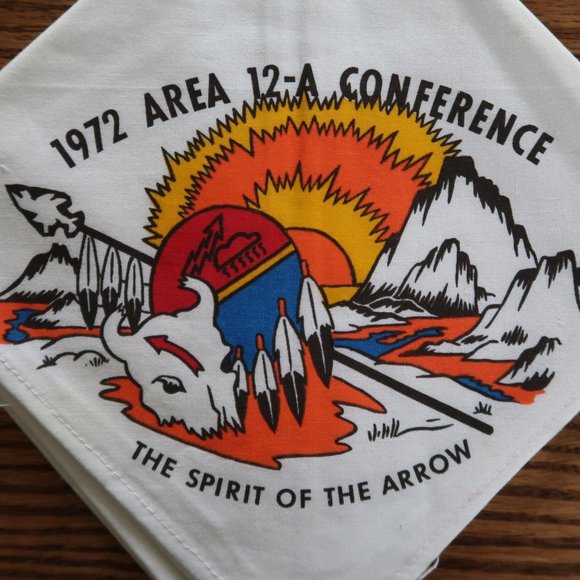 1972 AREA 12-A CONFERENCE
THE SPIRIT OF THE ARROW